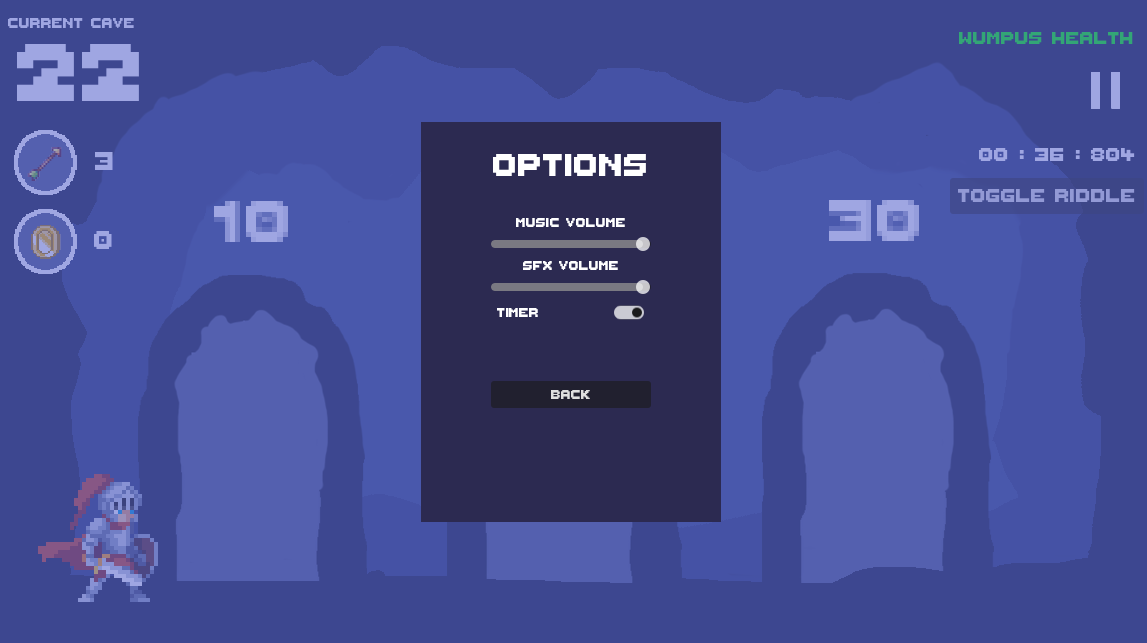 CURRENT CAVE
22
WUMPUS HEALTH
3
00 : 36 : 804
TOGGLE RIDDLE
0
10
30
OPTIONS
MUSIC VOLUME
SFX VOLUME
TIMER
BACK